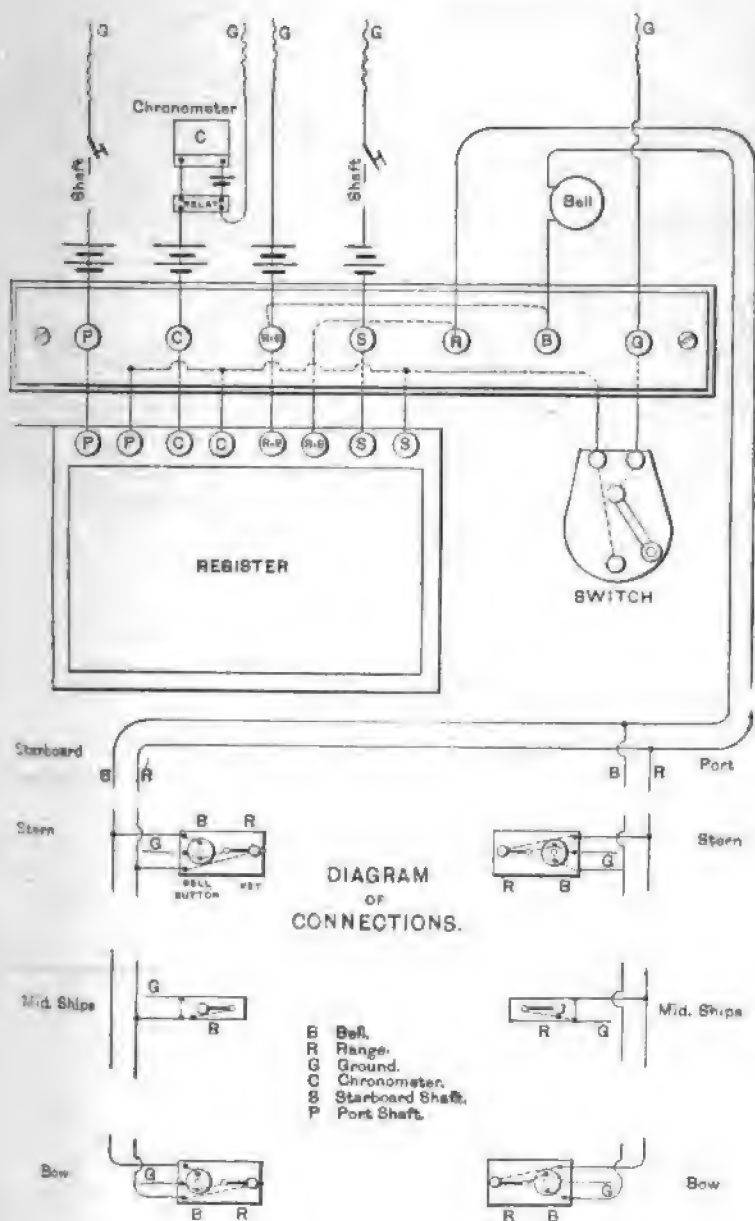 G G G G G
Chronometer
C
Shaft RELAY Shaft Bell
P C R+B S R B G
P P C C R+B R+B S S
REGISTER
SWITCH
Starboard B R B R Port
Stern B R Stern
G G
BELL BUTTON KEY R B
DIAGRAM
OF
CONNECTIONS.
Mid. Ships G Mid. Ships
R R G
B Bell.
R Range.
G Ground.
C Chronometer.
S Starboard Shaft.
P Port Shaft.
Bow G G Bow
B R R B